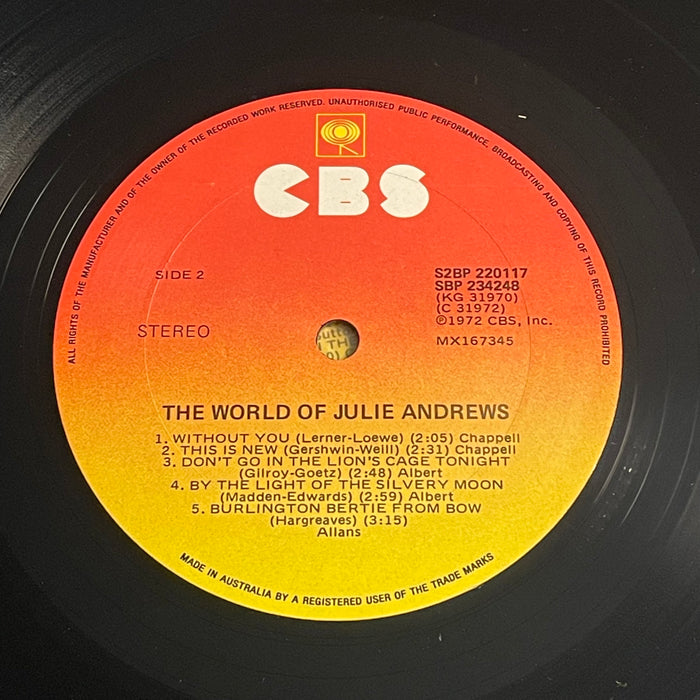 ALL RIGHTS OF THE MANUFACTURER AND OF THE OWNER OF THE RECORDED WORK RESERVED. UNAUTHORISED PUBLIC PERFORMANCE, BROADCASTING AND COPYING OF THIS RECORD PROHIBITED
CBS
SIDE 2
STEREO
S2BP 220117
SBP 234248
(KG 31970)
(C 31972)
℗1972 CBS, Inc.
MX167345
THE WORLD OF JULIE ANDREWS
1. WITHOUT YOU (Lerner-Loewe) (2:05) Chappell
2. THIS IS NEW (Gershwin-Weill) (2:31) Chappell
3. DON'T GO IN THE LION'S CAGE TONIGHT
(Gilroy-Goetz) (2:48) Albert
4. BY THE LIGHT OF THE SILVERY MOON
(Madden-Edwards) (2:59) Albert
5. BURLINGTON BERTIE FROM BOW
(Hargreaves) (3:15)
Allans
MADE IN AUSTRALIA BY A REGISTERED USER OF THE TRADE MARKS